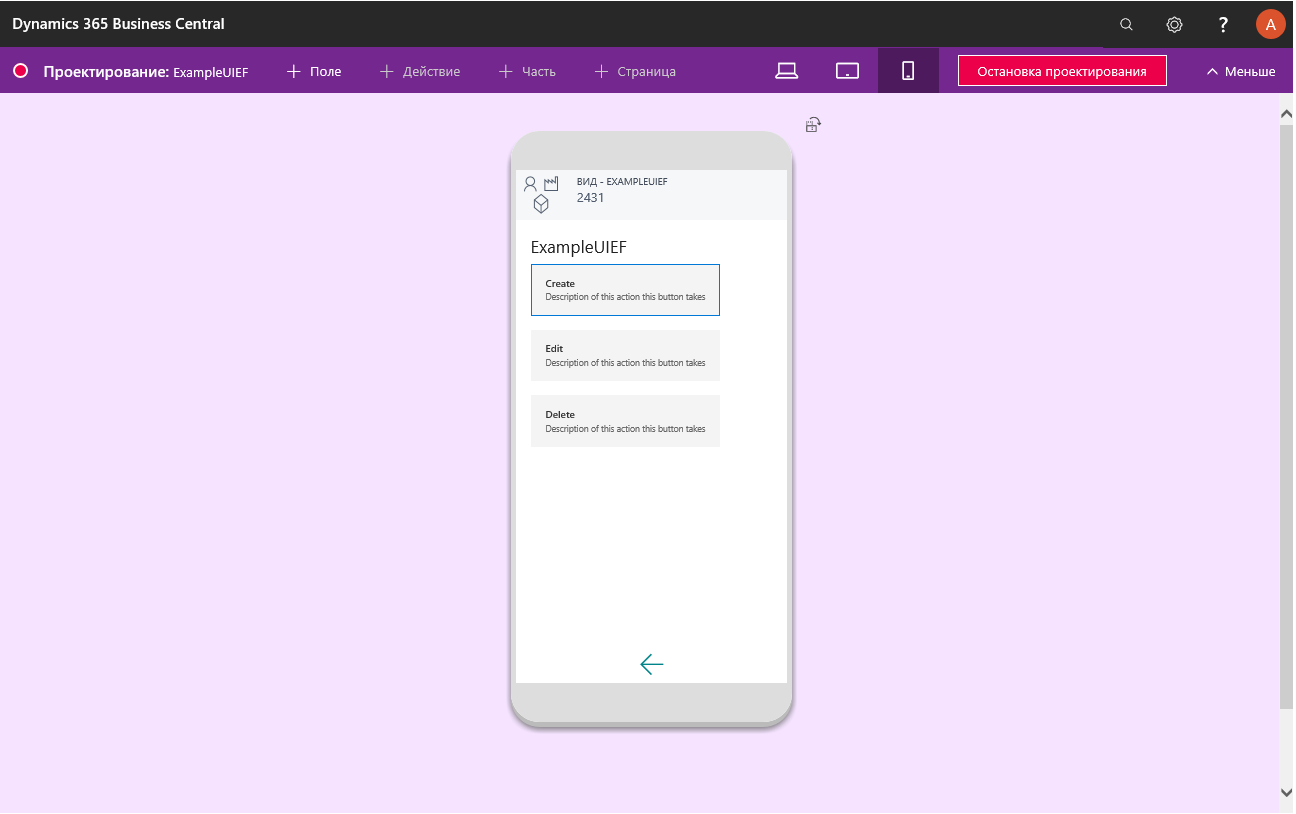 Dynamics 365 Business Central
? A
Проектирование: ExampleUIEF Поле Действие Часть Страница Остановка проектирования Меньше
ВИД - EXAMPLEUIEF
2431
ExampleUIEF
Create
Description of this action this button takes
Edit
Description of this action this button takes
Delete
Description of this action this button takes